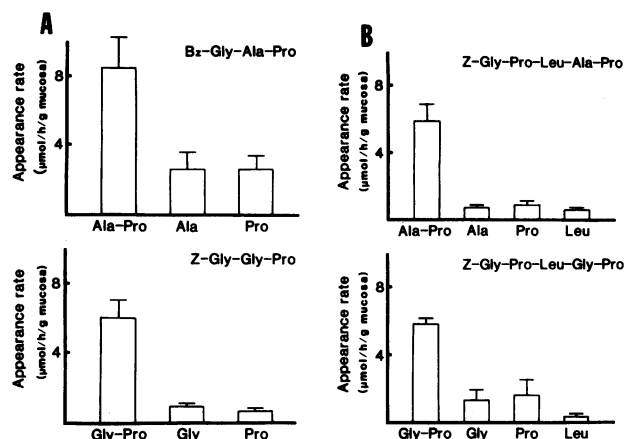 A
Bz-Gly-Ala-Pro
Appearance rate
(μmol/h/g mucosa)
8
4
Ala-Pro Ala Pro
Z-Gly-Gly-Pro
Appearance rate
(μmol/h/g mucosa)
8
4
Gly-Pro Gly Pro
B
Z-Gly-Pro-Leu-Ala-Pro
Appearance rate
(μmol/h/g mucosa)
8
4
Ala-Pro Ala Pro Leu
Z-Gly-Pro-Leu-Gly-Pro
Appearance rate
(μmol/h/g mucosa)
8
4
Gly-Pro Gly Pro Leu